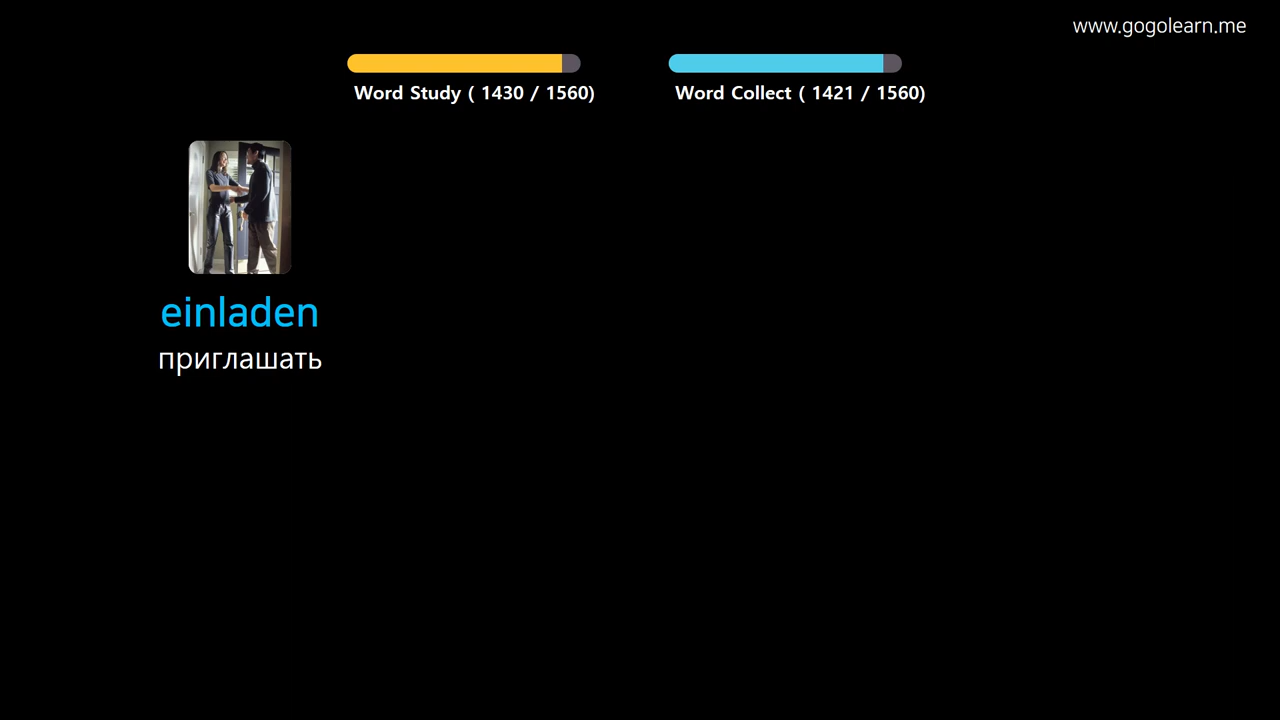 www.gogolearn.me
Word Study ( 1430 / 1560)
Word Collect ( 1421 / 1560)
einladen
приглашать